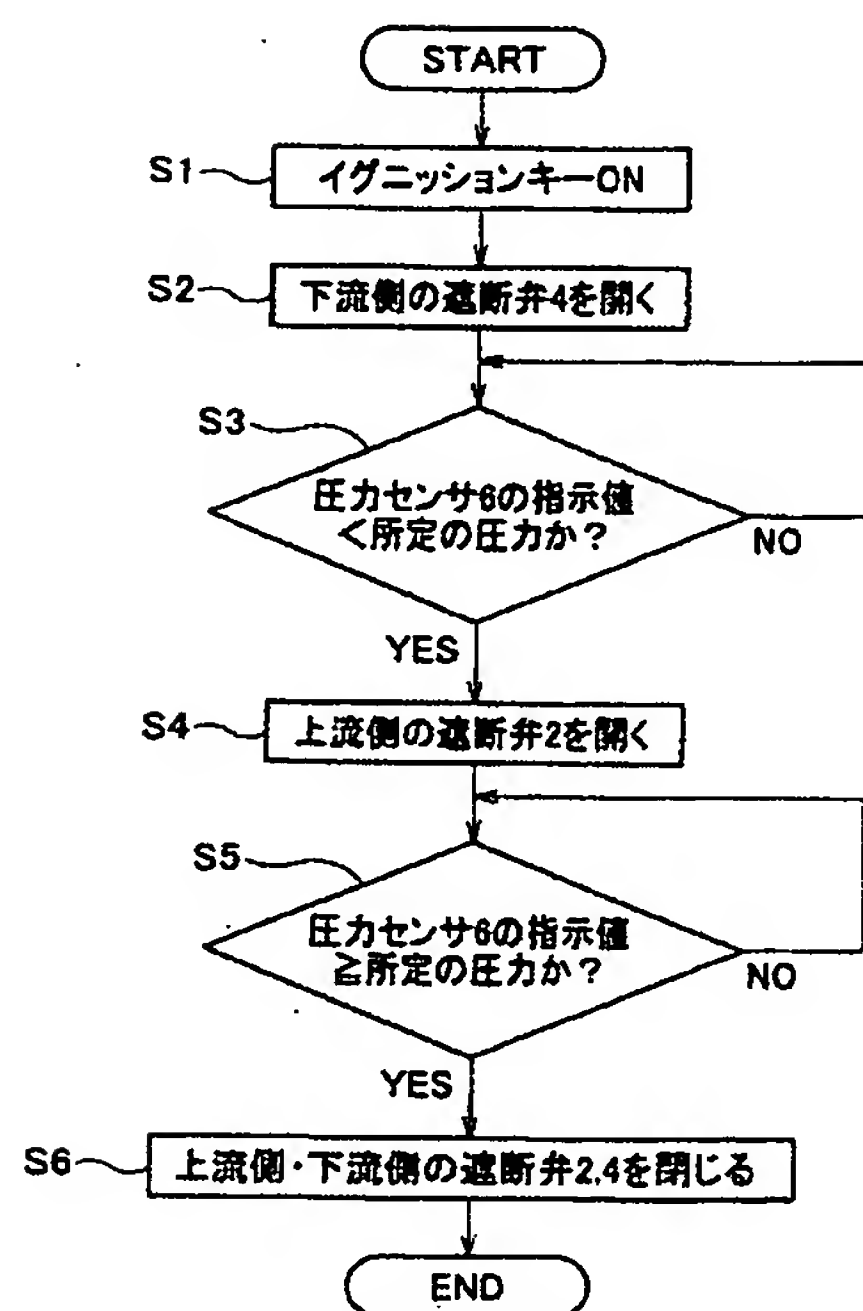 START
S1
イグニッションキーON
S2
下流側の遮断弁4を開く
S3
圧力センサ6の指示値
<所定の圧力か?
NO
YES
S4
上流側の遮断弁2を開く
S5
圧力センサ6の指示値
≧所定の圧力か?
NO
YES
S6
上流側・下流側の遮断弁2,4を閉じる
END